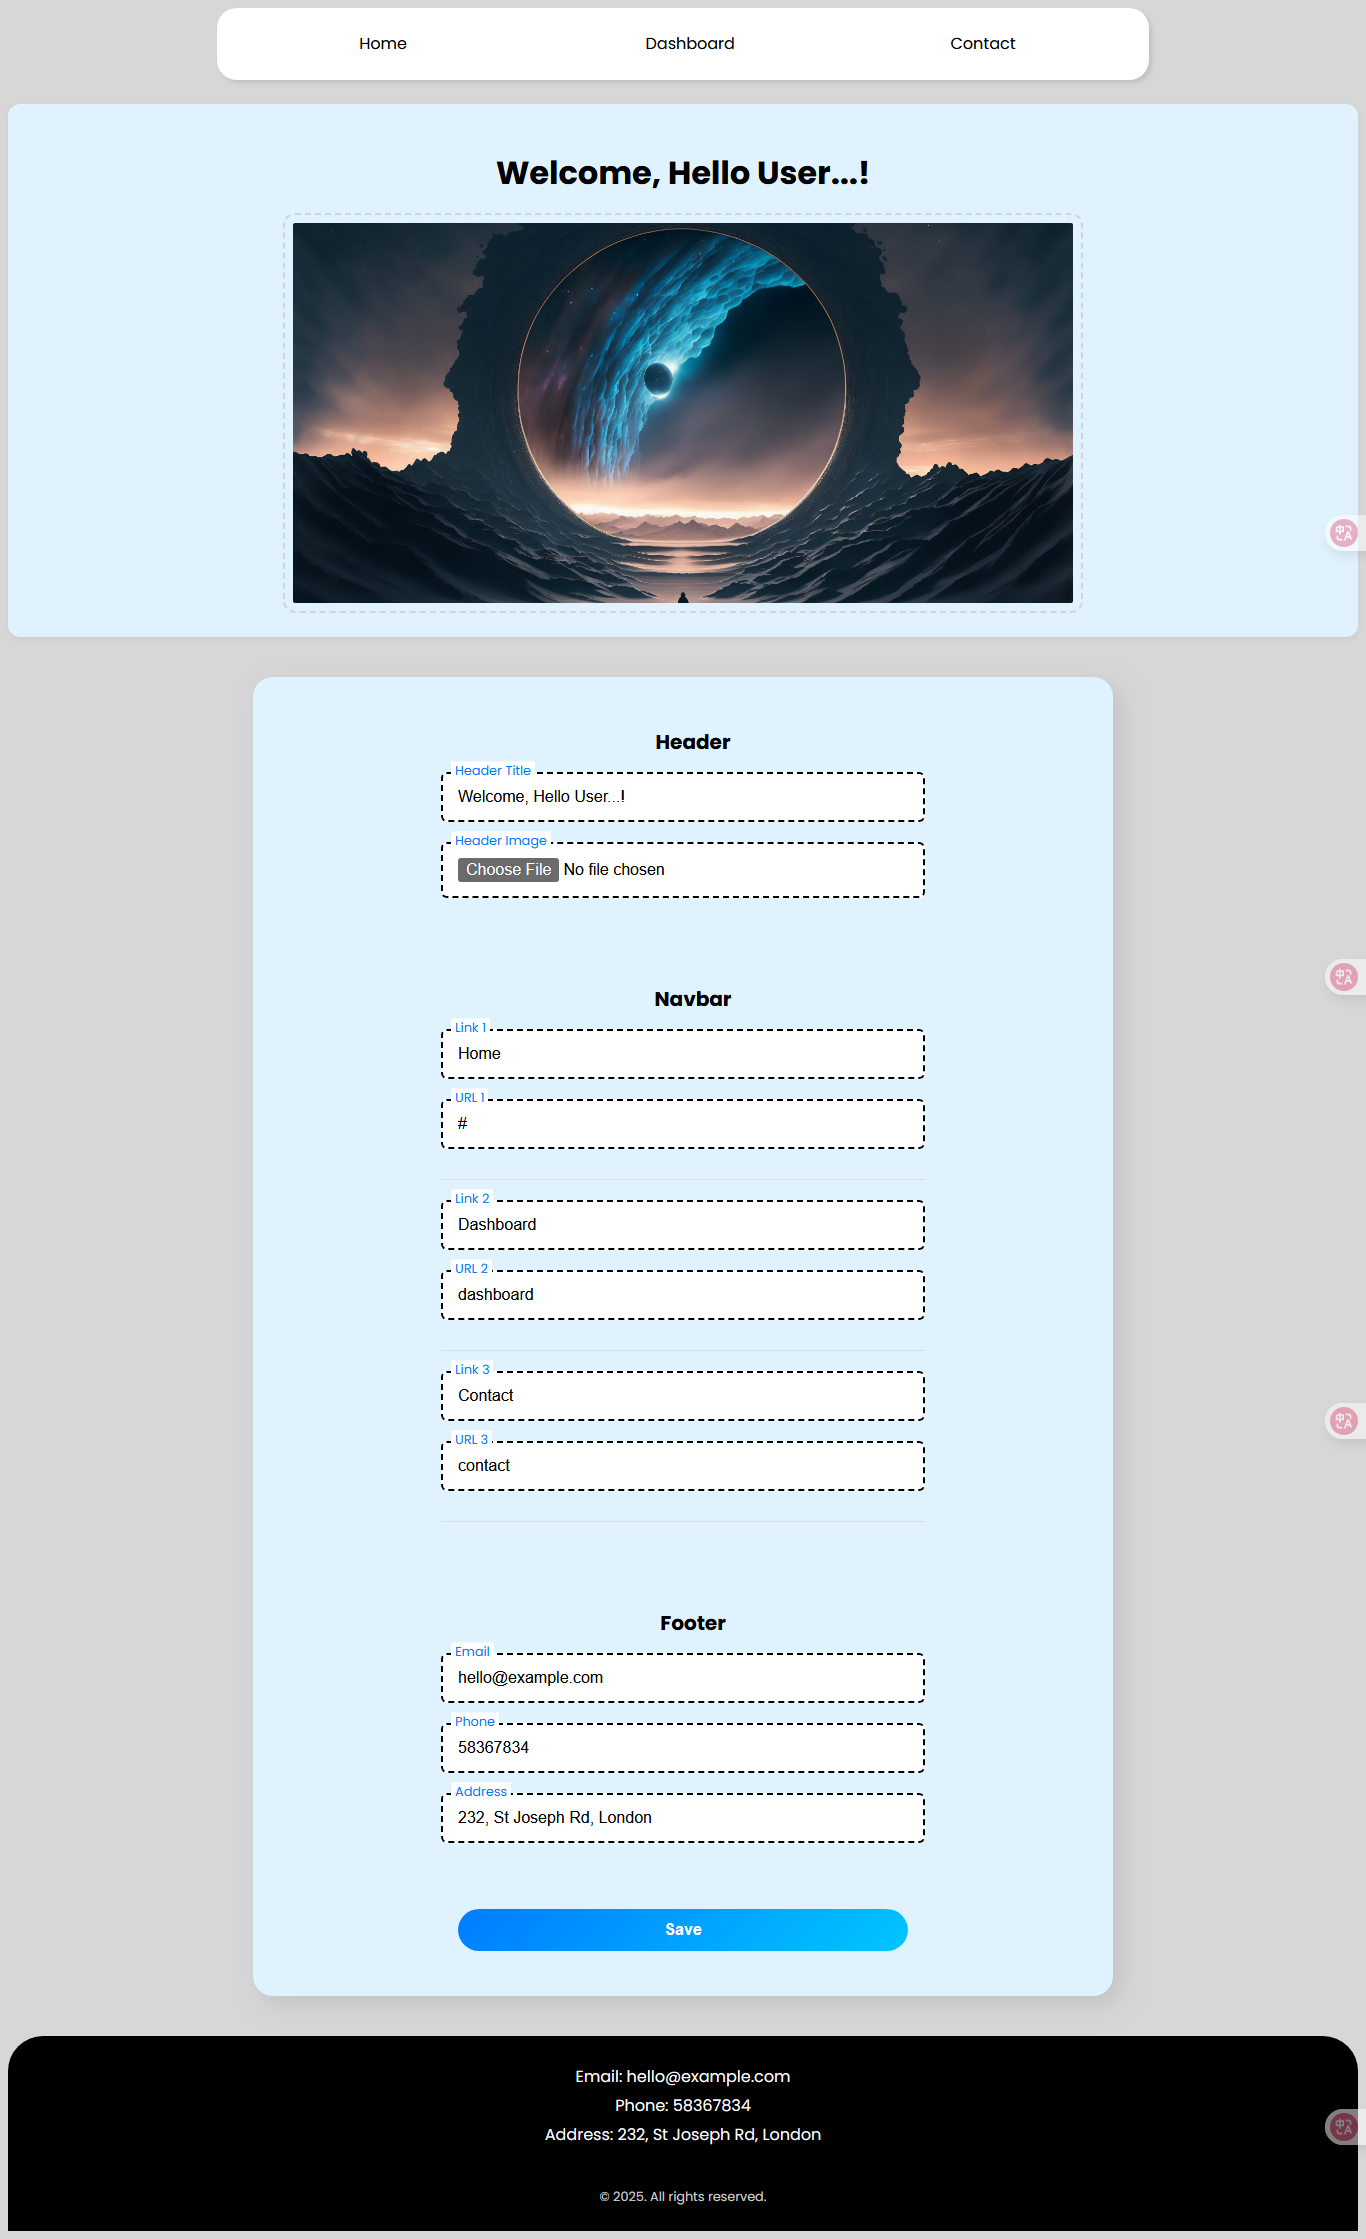 Home
Dashboard
Contact
Welcome, Hello User...!
Header
Header Title
Welcome, Hello User...!
Header Image
Choose File No file chosen
Navbar
Link 1
Home
URL 1
#
Link 2
Dashboard
URL 2
dashboard
Link 3
Contact
URL 3
contact
Footer
Email
hello@example.com
Phone
58367834
Address
232, St Joseph Rd, London
Save
Email: hello@example.com
Phone: 58367834
Address: 232, St Joseph Rd, London
© 2025. All rights reserved.